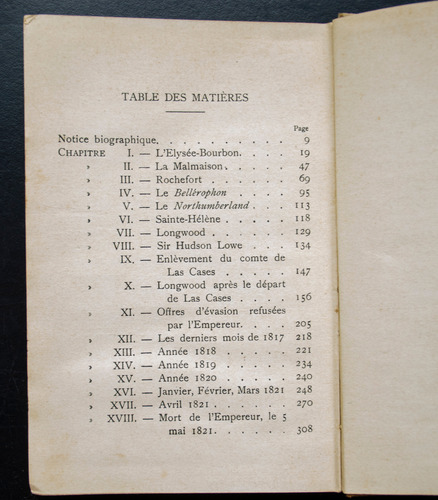 TABLE DES MATIÈRES
Page
Notice biographique. . . . . . . . . . 9
CHAPITRE I. — L'Elysée-Bourbon. . . . 19
» II. — La Malmaison. . . . . 47
» III. — Rochefort . . . . . . 69
» IV. — Le Bellérophon . . . . 95
» V. — Le Northumberland. . . . 113
» VI. — Sainte-Hélène . . . . . 118
» VII. — Longwood . . . . . . 129
» VIII. — Sir Hudson Lowe . . . 134
» IX. — Enlèvement du comte de
Las Cases . . . . . 147
» X. — Longwood après le départ
de Las Cases . . . . 156
» XI. — Offres d'évasion refusées
par l'Empereur. . . . 205
» XII. — Les derniers mois de 1817 218
» XIII. — Année 1818 . . . . . 221
» XIV. — Année 1819 . . . . . 234
» XV. — Année 1820 . . . . . 240
» XVI. — Janvier, Février, Mars 1821 248
» XVII. — Avril 1821 . . . . . . 270
» XVIII. — Mort de l'Empereur, le 5
mai 1821. . . . . . 308